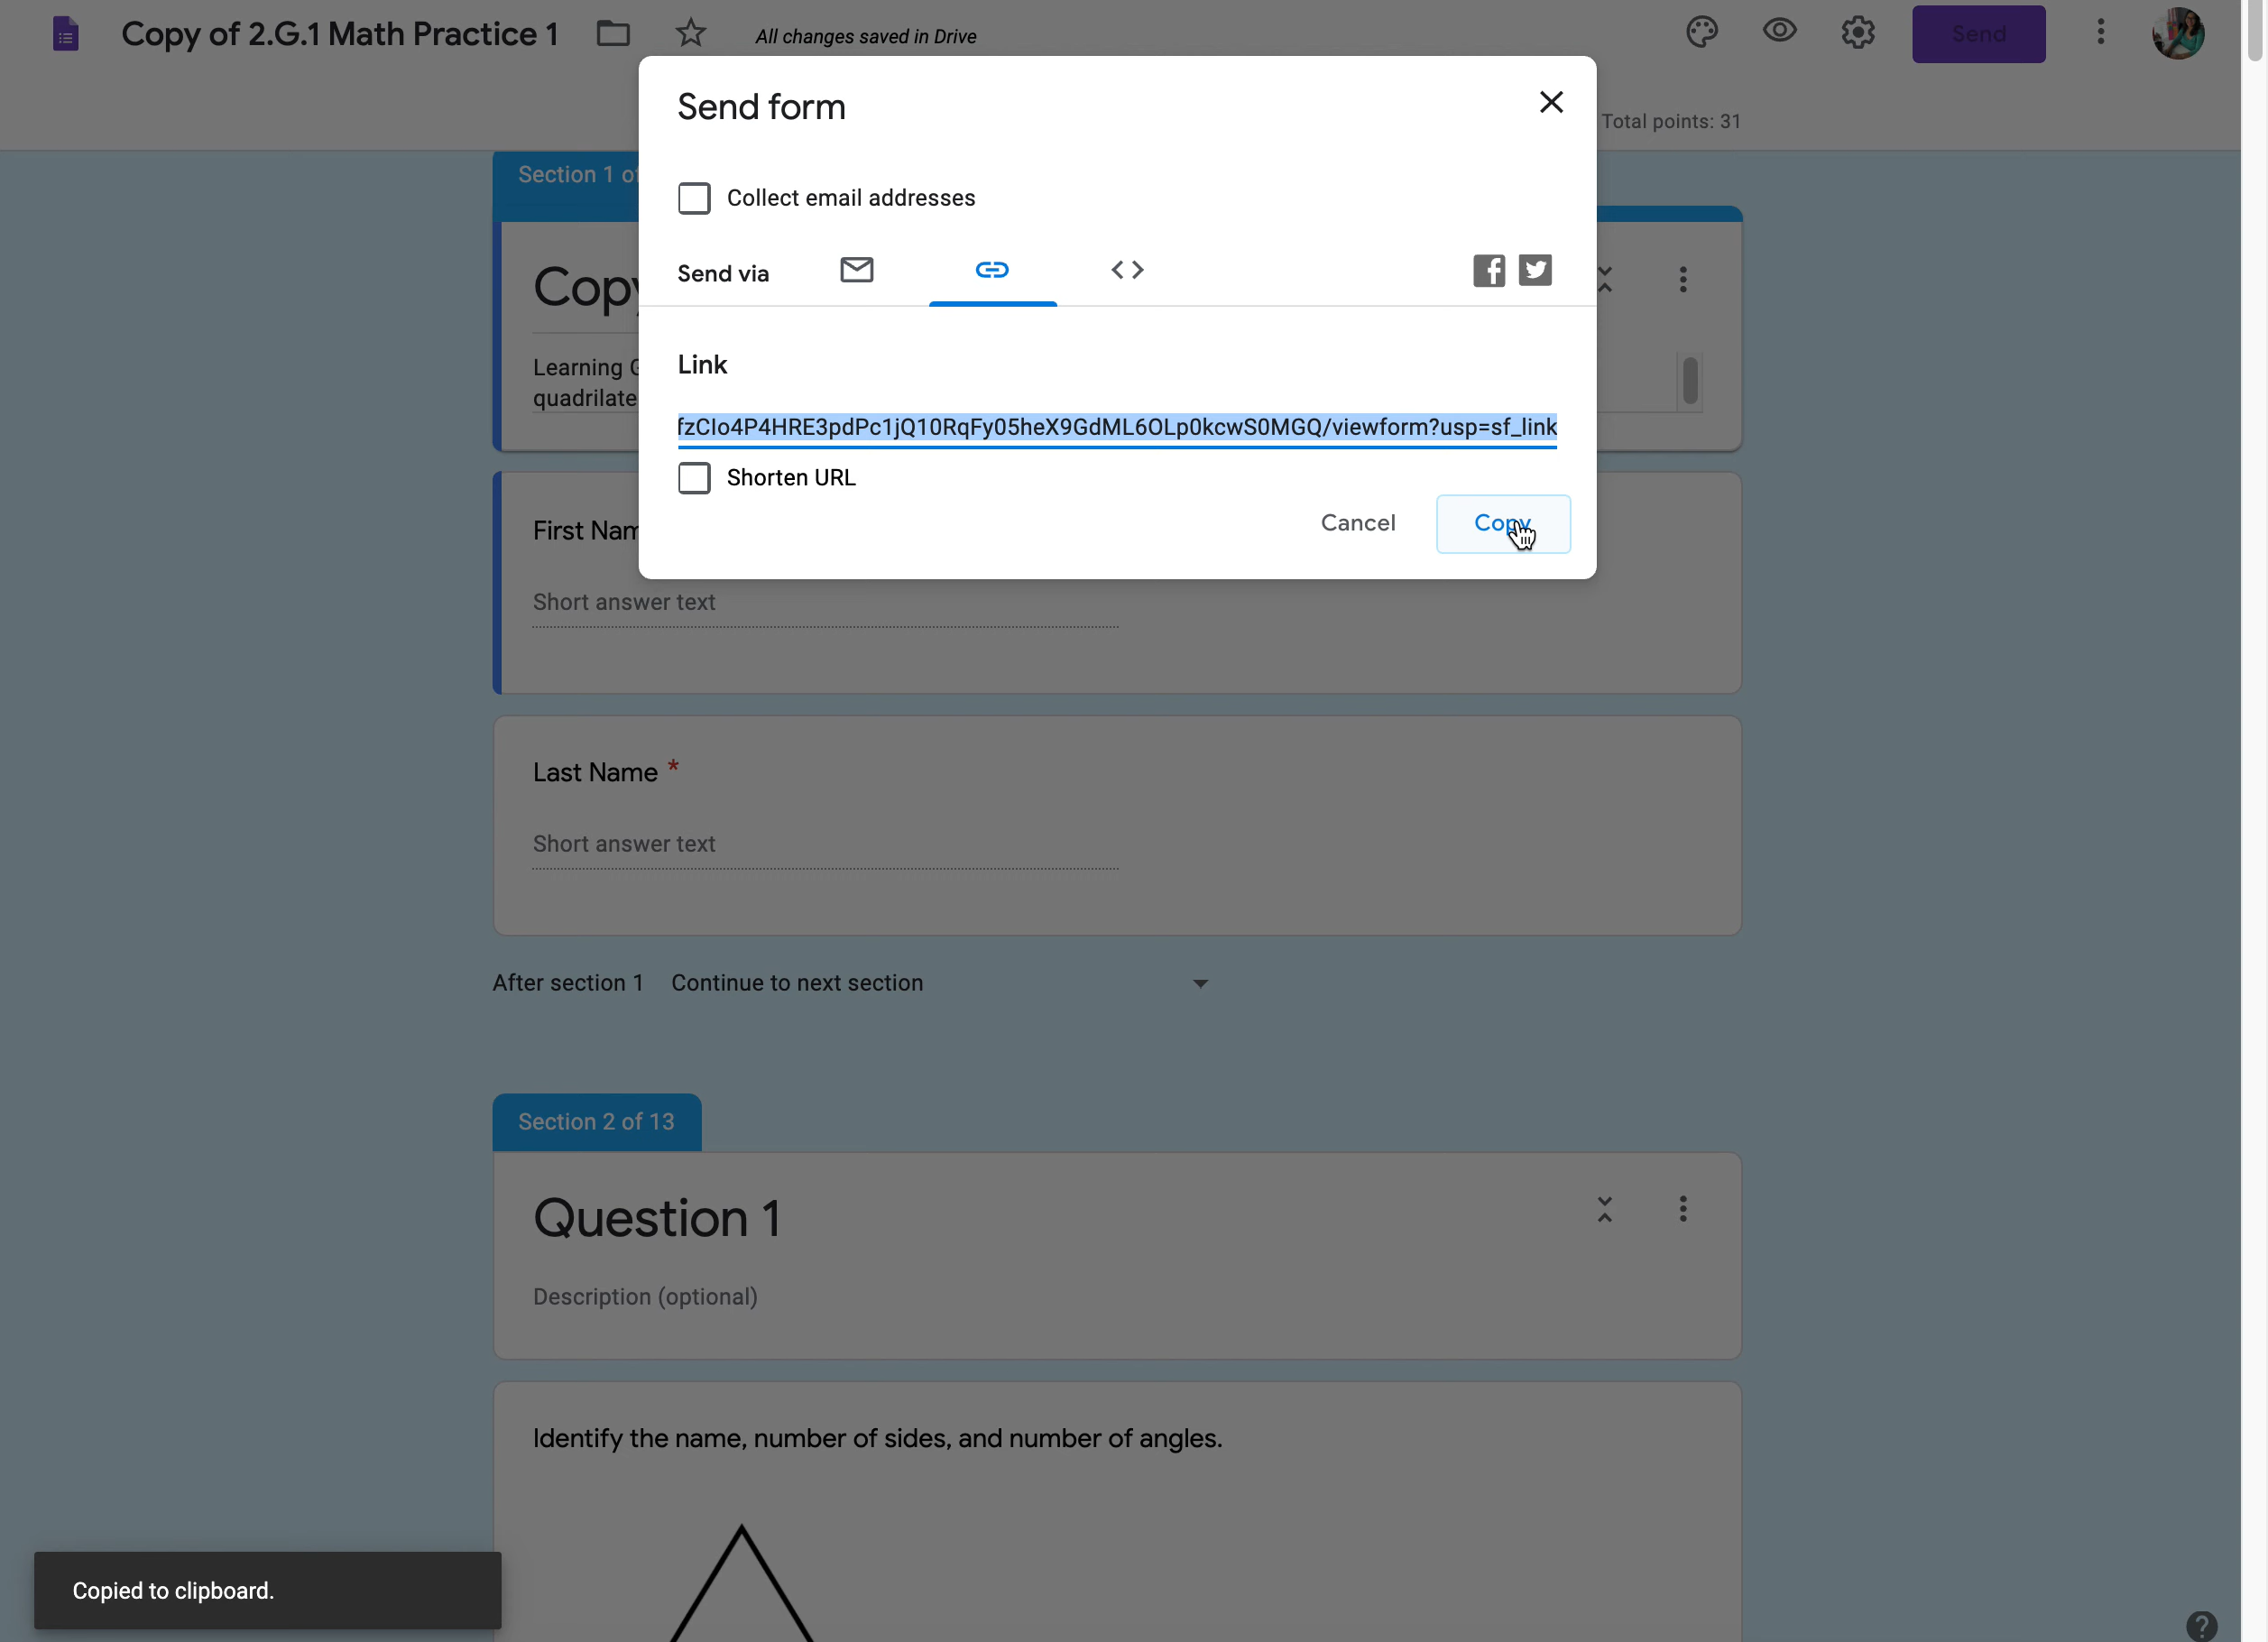 Copy of 2.G.1 Math Practice 1
All changes saved in Drive
Send
Total points: 31
Section 1 of
Send form
Collect email addresses
Send via
Copy
Learning G
quadrilate
Link
fzCIo4P4HRE3pdPc1jQ10RqFy05heX9GdML6OLp0kcwS0MGQ/viewform?usp=sf_link
Shorten URL
Cancel
Copy
First Nam
Short answer text
Last Name *
Short answer text
After section 1 Continue to next section
Section 2 of 13
Question 1
Description (optional)
Identify the name, number of sides, and number of angles.
Copied to clipboard.